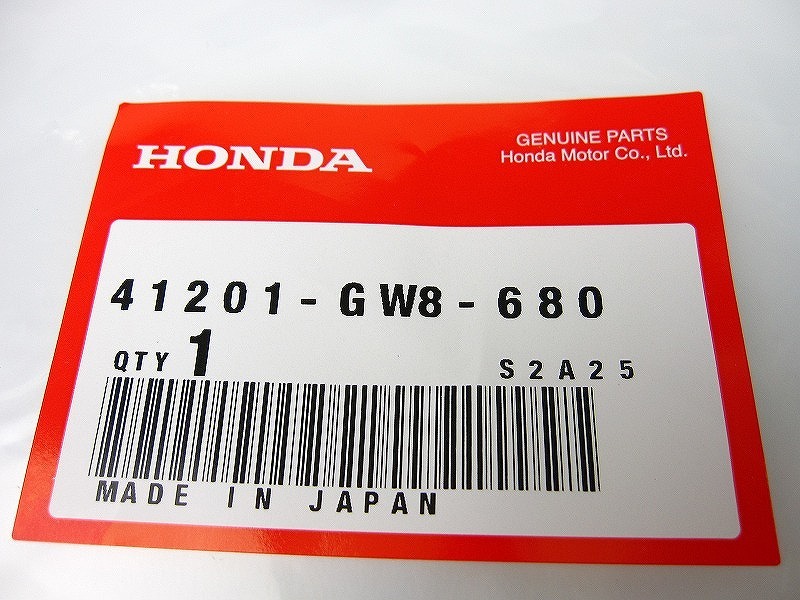 HONDA
GENUINE PARTS
Honda Motor Co., Ltd.
41201-GW8-680
QTY 1 S2A25
MADE IN JAPAN